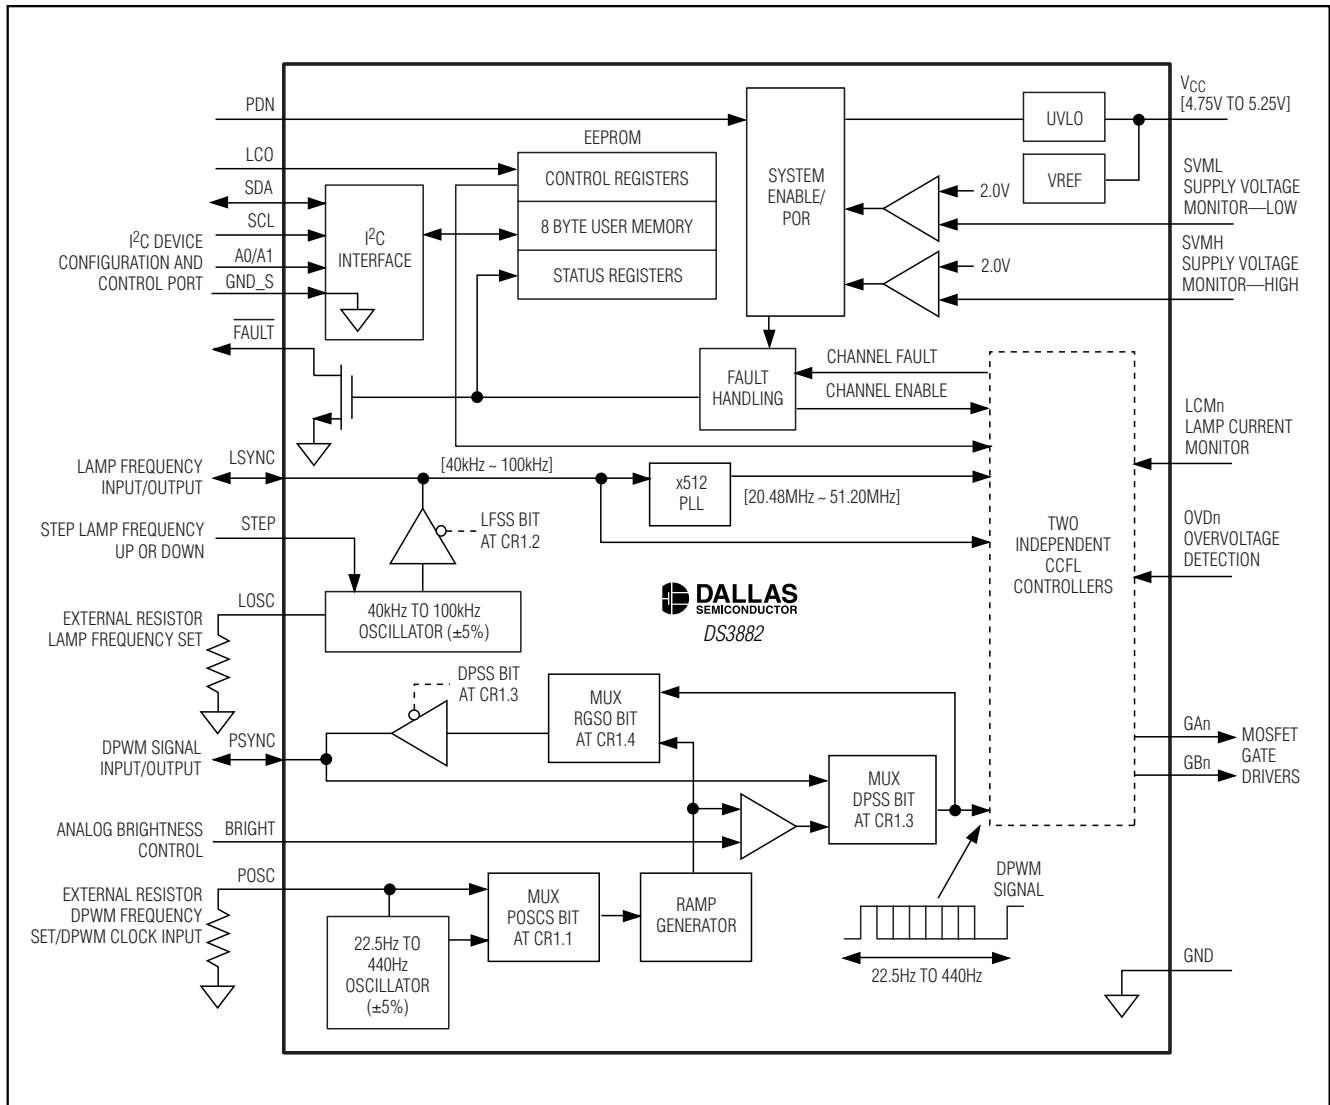 PDN
LCO
SDA
SCL
I²C DEVICE
CONFIGURATION AND
CONTROL PORT
A0/A1
GND_S
FAULT
LSYNC
LAMP FREQUENCY
INPUT/OUTPUT
STEP
STEP LAMP FREQUENCY
UP OR DOWN
LOSC
EXTERNAL RESISTOR
LAMP FREQUENCY SET
PSYNC
DPWM SIGNAL
INPUT/OUTPUT
BRIGHT
ANALOG BRIGHTNESS
CONTROL
POSC
EXTERNAL RESISTOR
DPWM FREQUENCY
SET/DPWM CLOCK INPUT
I²C
INTERFACE
EEPROM
CONTROL REGISTERS
8 BYTE USER MEMORY
STATUS REGISTERS
SYSTEM
ENABLE/
POR
UVLO
VREF
2.0V
2.0V
FAULT
HANDLING
CHANNEL FAULT
CHANNEL ENABLE
[40kHz ~ 100kHz]
x512
PLL
[20.48MHz ~ 51.20MHz]
LFSS BIT
AT CR1.2
40kHz TO 100kHz
OSCILLATOR (±5%)
TWO
INDEPENDENT
CCFL
CONTROLLERS
DALLAS
SEMICONDUCTOR
DS3882
DPSS BIT
AT CR1.3
MUX
RGSO BIT
AT CR1.4
MUX
DPSS BIT
AT CR1.3
22.5Hz TO
440Hz
OSCILLATOR
(±5%)
MUX
POSCS BIT
AT CR1.1
RAMP
GENERATOR
DPWM
SIGNAL
22.5Hz TO 440Hz
VCC
[4.75V TO 5.25V]
SVML
SUPPLY VOLTAGE
MONITOR—LOW
SVMH
SUPPLY VOLTAGE
MONITOR—HIGH
LCMn
LAMP CURRENT
MONITOR
OVDn
OVERVOLTAGE
DETECTION
GAn
GBn
MOSFET
GATE
DRIVERS
GND